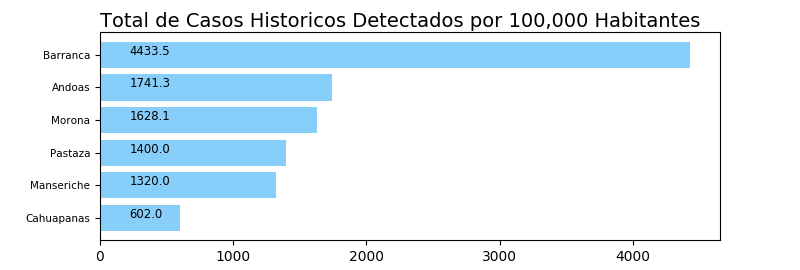 Total de Casos Historicos Detectados por 100,000 Habitantes
Barranca 4433.5
Andoas 1741.3
Morona 1628.1
Pastaza 1400.0
Manseriche 1320.0
Cahuapanas 602.0
0 1000 2000 3000 4000